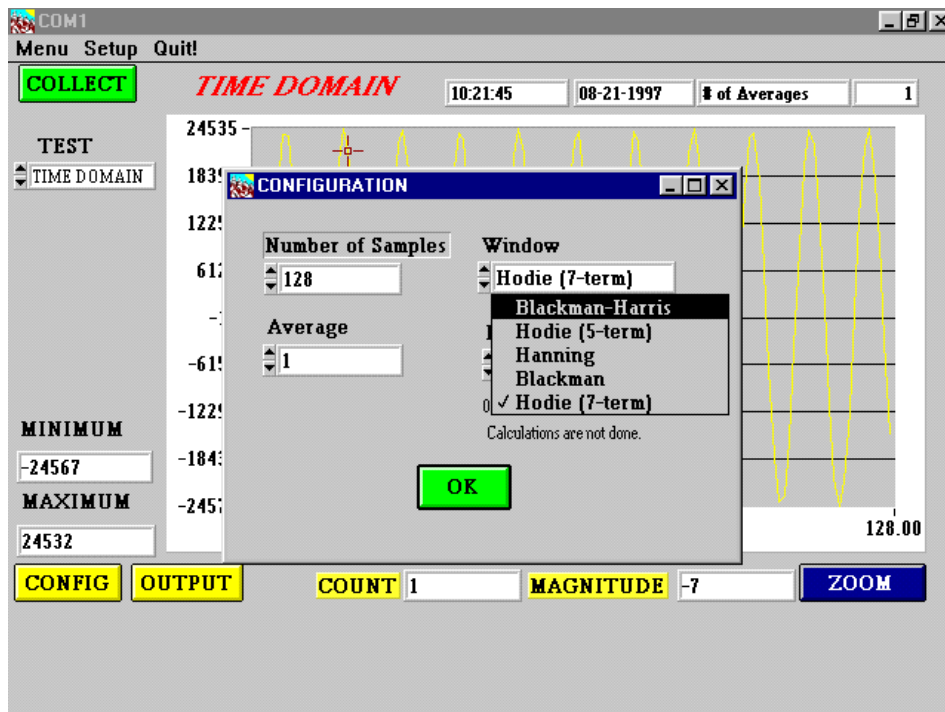 COM1
Menu Setup Quit!
COLLECT
TIME DOMAIN
10:21:45
08-21-1997
# of Averages
1
TEST
TIME DOMAIN
24535
128.00
CONFIGURATION
Number of Samples
128
Average
1
Window
Hodie (7-term)
Blackman-Harris
Hodie (5-term)
Hanning
Blackman
✓ Hodie (7-term)
Calculations are not done.
OK
MINIMUM
-24567
MAXIMUM
24532
CONFIG
OUTPUT
COUNT
1
MAGNITUDE
-7
ZOOM